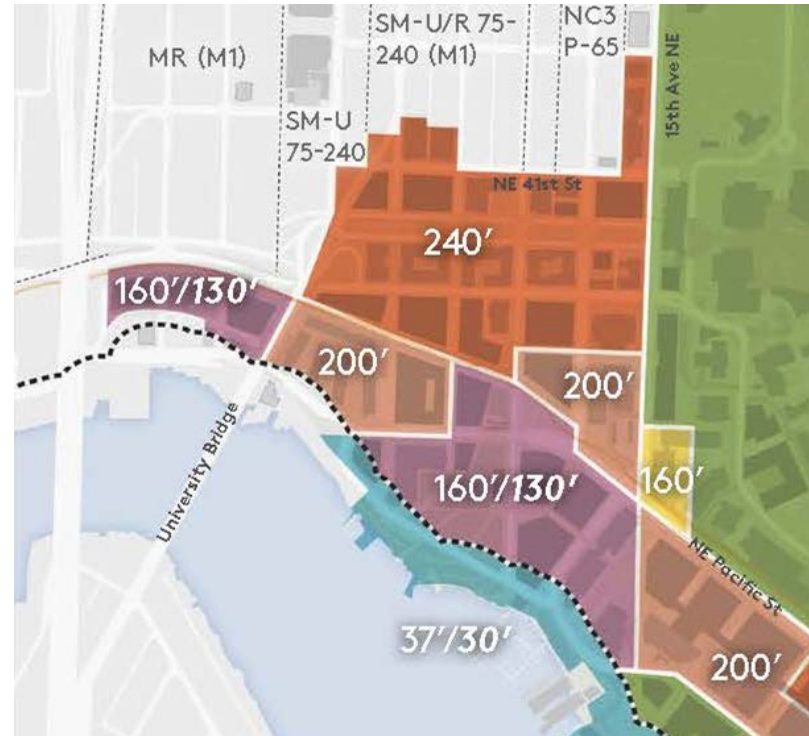 MR (M1)
SM-U/R 75-
240 (M1)
NC3
P-65
15th Ave NE
SM-U
75-240
NE 41st St
240'
160'/130'
200'
200'
University Bridge
160'/130'
160'
NE Pacific St
37'/30'
200'